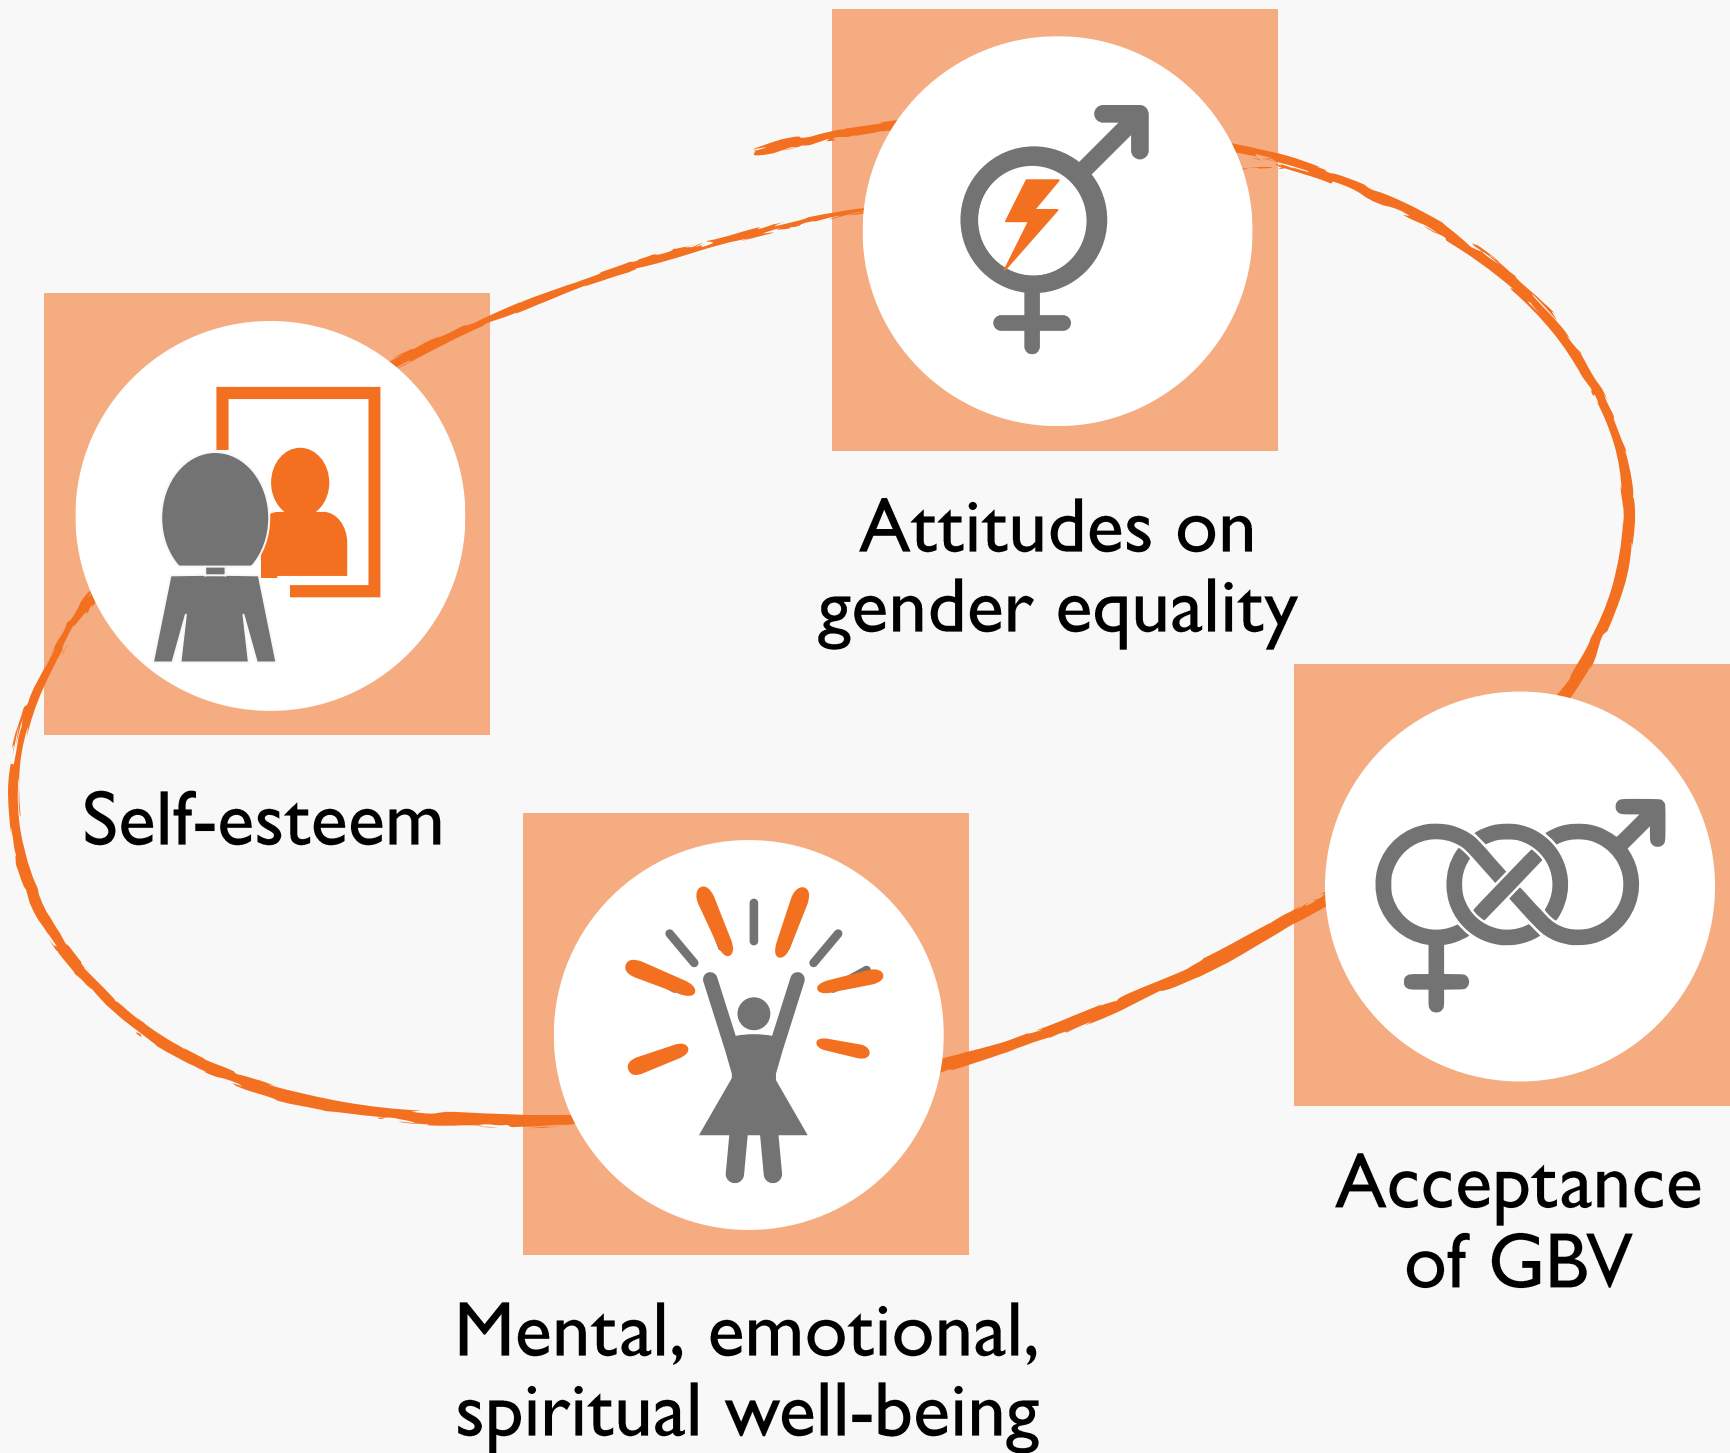 Attitudes on
gender equality
Self-esteem
Acceptance
of GBV
Mental, emotional,
spiritual well-being